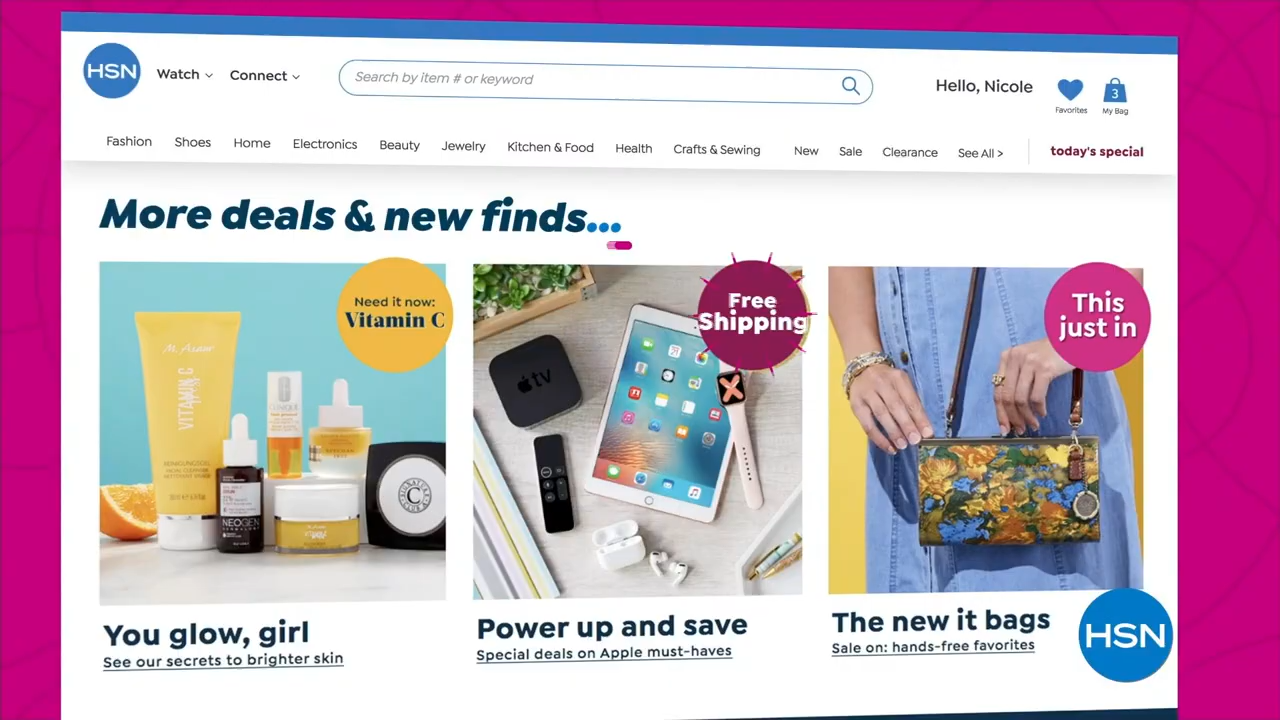 HSN
Watch
Connect
Search by item # or keyword
Hello, Nicole
Favorites
3
My Bag
Fashion
Shoes
Home
Electronics
Beauty
Jewelry
Kitchen & Food
Health
Crafts & Sewing
New
Sale
Clearance
See All >
today's special
More deals & new finds...
Need it now:
Vitamin C
M. Asam
VITAMIN C
REINIGUNGSGEL
CLINIQUE
NEOGEN
C
You glow, girl
See our secrets to brighter skin
Free
Shipping
tv
Power up and save
Special deals on Apple must-haves
This
just in
The new it bags
Sale on: hands-free favorites
HSN